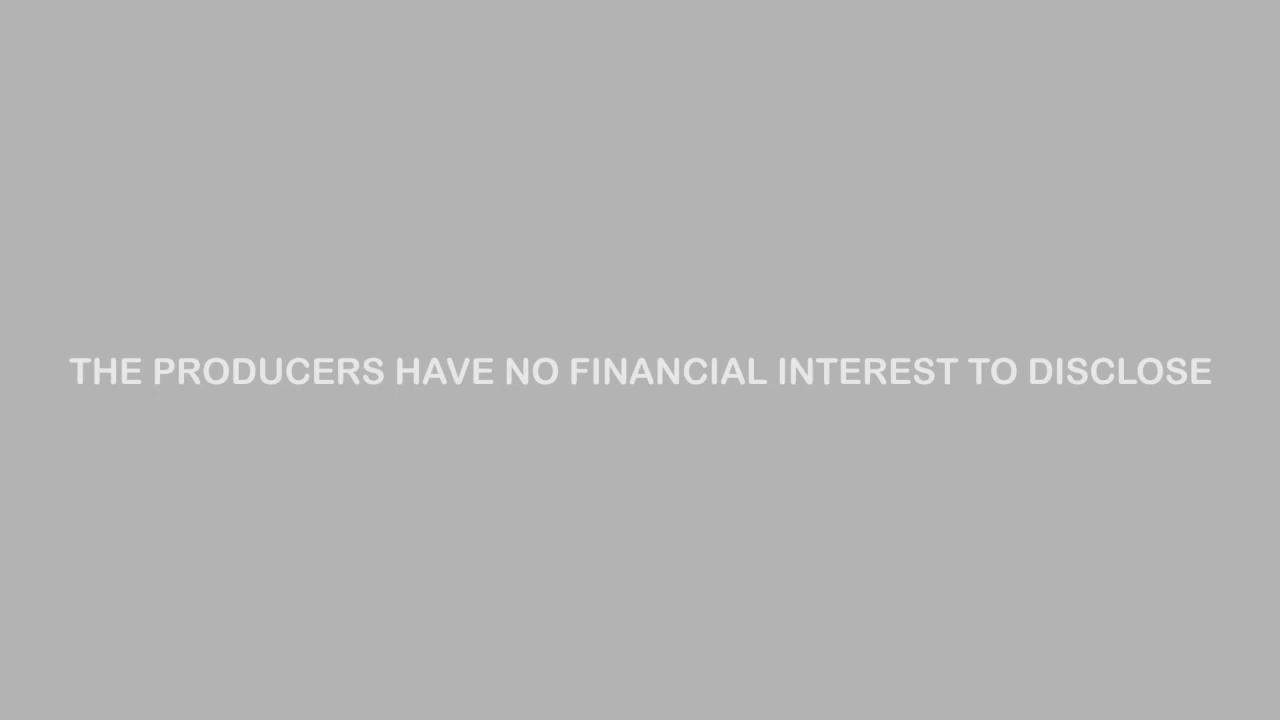 THE PRODUCERS HAVE NO FINANCIAL INTEREST TO DISCLOSE